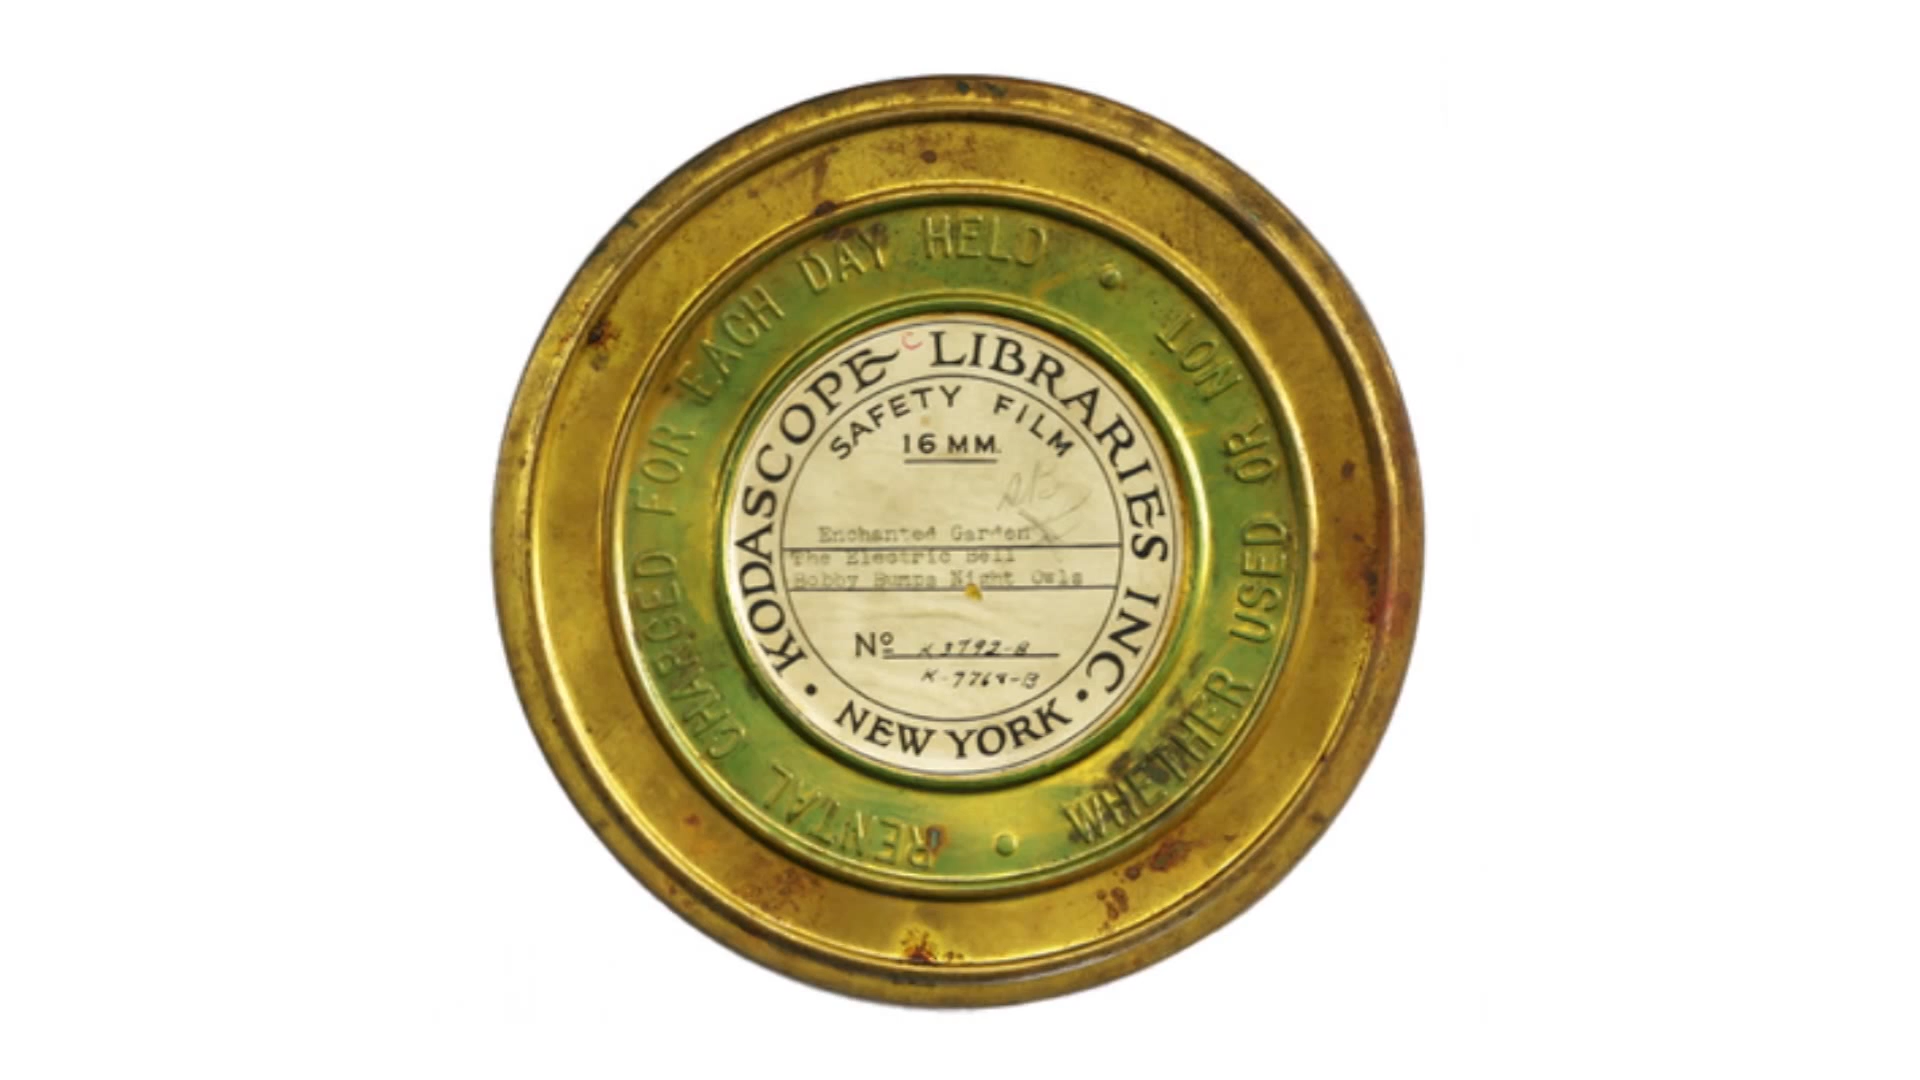 RENTAL CHARGED FOR EACH DAY HELD •
WHETHER USED OR NOT •
KODASCOPE LIBRARIES INC. •
C
SAFETY FILM
16 MM.
Enchanted Garden
The Electric Bell
Bobby Bumps Night Owls
Nº K3792-B
NEW YORK •